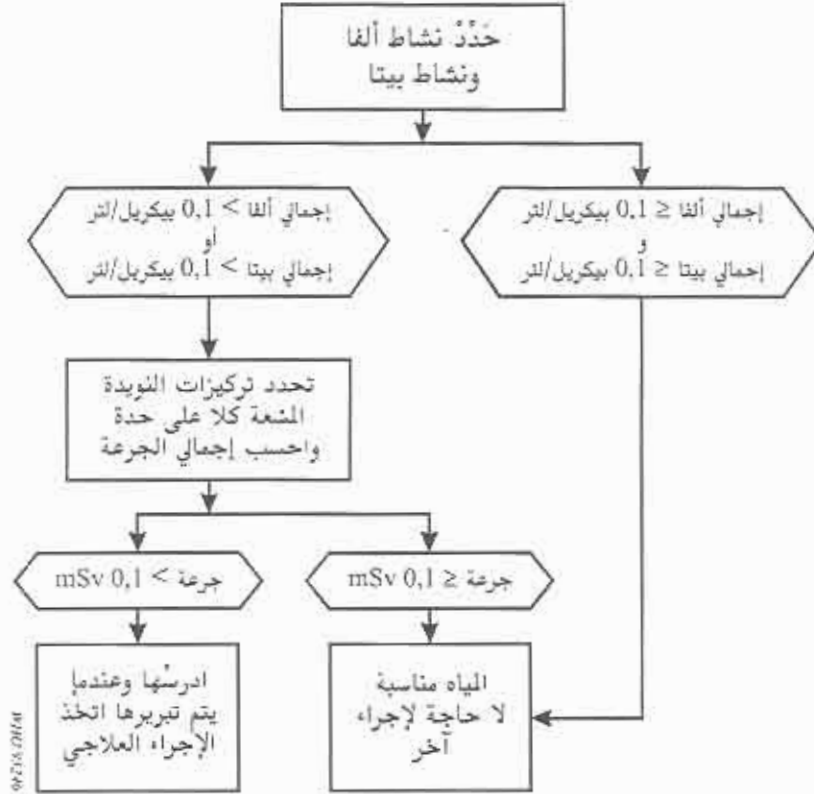 حَدِّدْ نشاط ألفا
ونشاط بيتا
إجمالي ألفا ≤ 0,1 بيكريل/لتر
و
إجمالي بيتا ≤ 0,1 بيكريل/لتر
إجمالي ألفا > 0,1 بيكريل/لتر
او
إجمالي بيتا > 0,1 بيكريل/لتر
تحدد تركيزات النويدة
المشعة كلا على حدة
واحسب إجمالي الجرعة
جرعة ≤ 0,1 mSv
جرعة > 0,1 mSv
المياه مناسبة
لا حاجة لإجراء
آخر
ادرسْها وعندما
يتم تبريرها اتخذ
الإجراء العلاجي